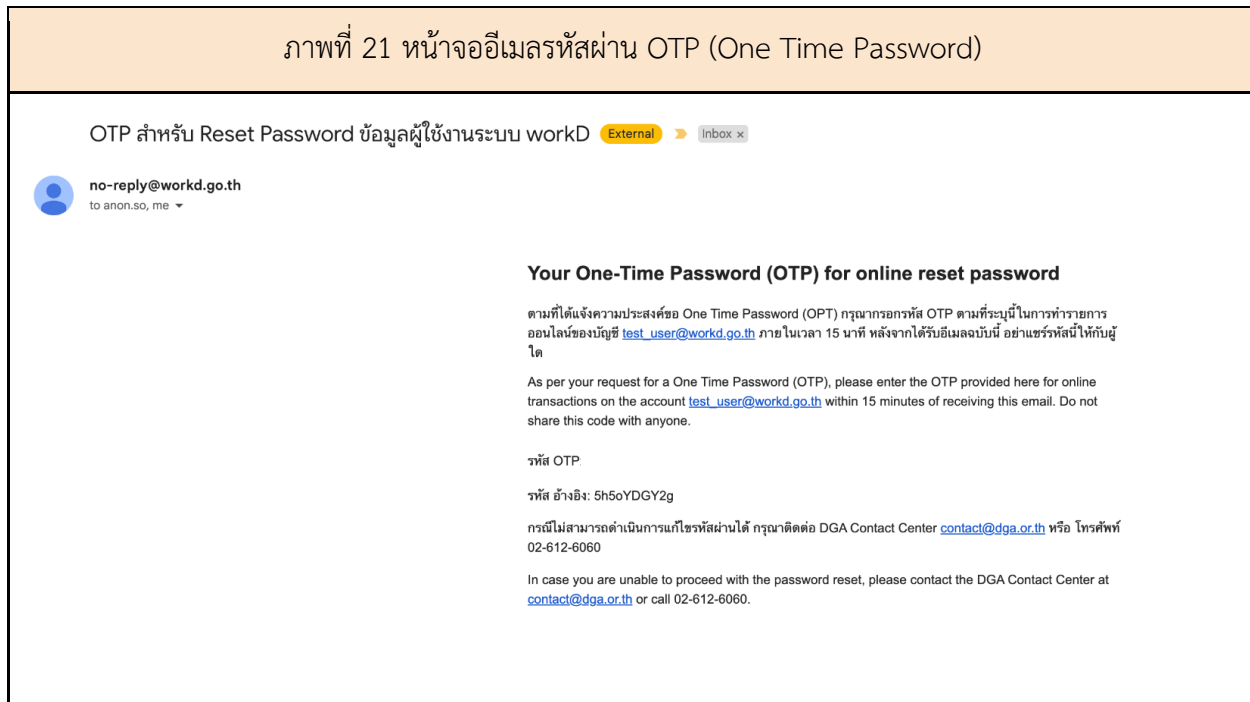 ภาพที่ 21 หน้าจออีเมลรหัสผ่าน OTP (One Time Password)
OTP สำหรับ Reset Password ข้อมูลผู้ใช้งานระบบ workD External Inbox ×
no-reply@workd.go.th
to anon.so, me
Your One-Time Password (OTP) for online reset password
ตามที่ได้แจ้งความประสงค์ขอ One Time Password (OPT) กรุณากรอกรหัส OTP ตามที่ระบุนี้ในการทำรายการ
ออนไลน์ของบัญชี test_user@workd.go.th ภายในเวลา 15 นาที หลังจากได้รับอีเมลฉบับนี้ อย่าแชร์รหัสนี้ให้กับผู้
ใด
As per your request for a One Time Password (OTP), please enter the OTP provided here for online
transactions on the account test_user@workd.go.th within 15 minutes of receiving this email. Do not
share this code with anyone.
รหัส OTP
รหัส อ้างอิง: 5h5oYDGY2g
กรณีไม่สามารถดำเนินการแก้ไขรหัสผ่านได้ กรุณาติดต่อ DGA Contact Center contact@dga.or.th หรือ โทรศัพท์
02-612-6060
In case you are unable to proceed with the password reset, please contact the DGA Contact Center at
contact@dga.or.th or call 02-612-6060.